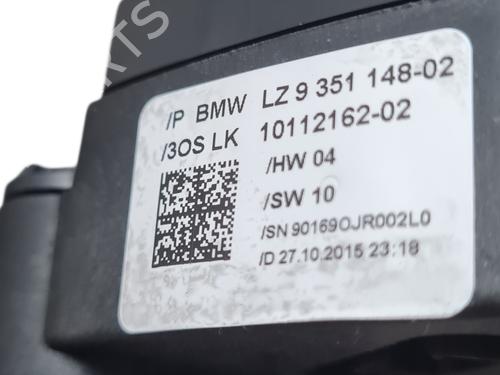 /P BMW LZ 9 351 148-02
/3OS LK 10112162-02
/HW 04
/SW 10
/SN 90169OJR002L0
/D 27.10.2015 23:18